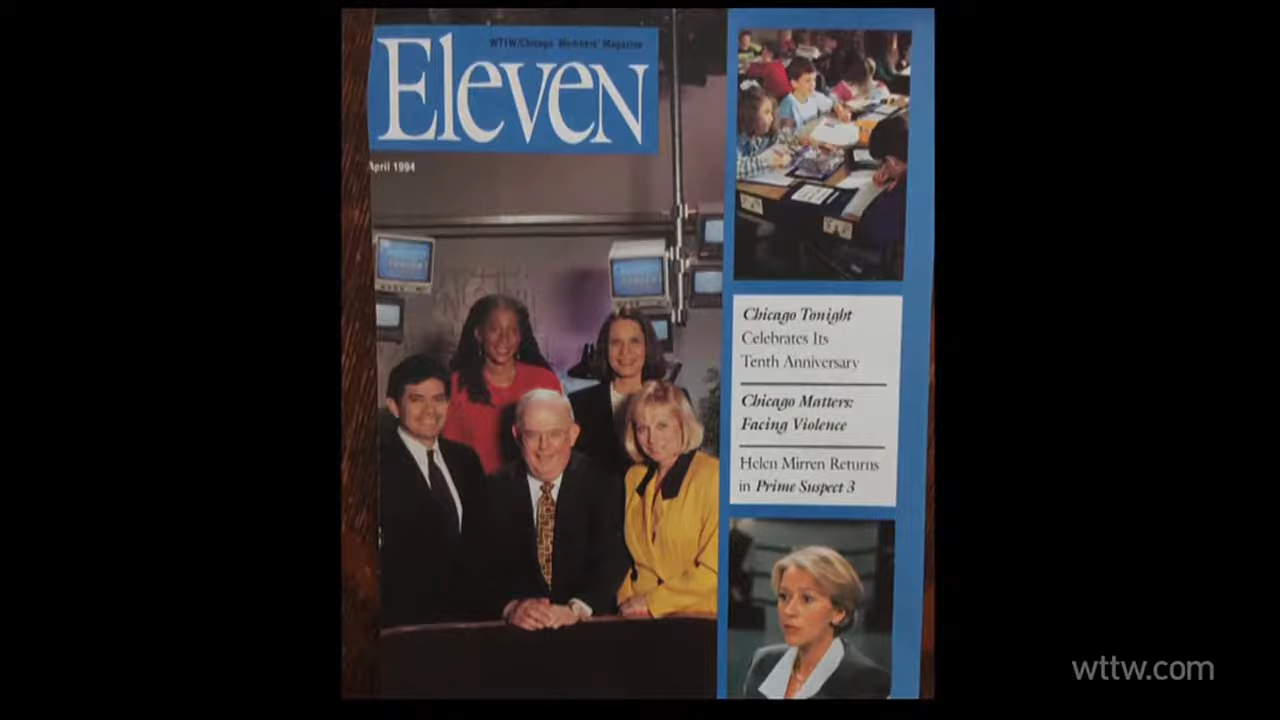 WTTW/Chicago Members' Magazine
Eleven
April 1994
Chicago Tonight
Celebrates Its
Tenth Anniversary
Chicago Matters:
Facing Violence
Helen Mirren Returns
in Prime Suspect 3
wttw.com